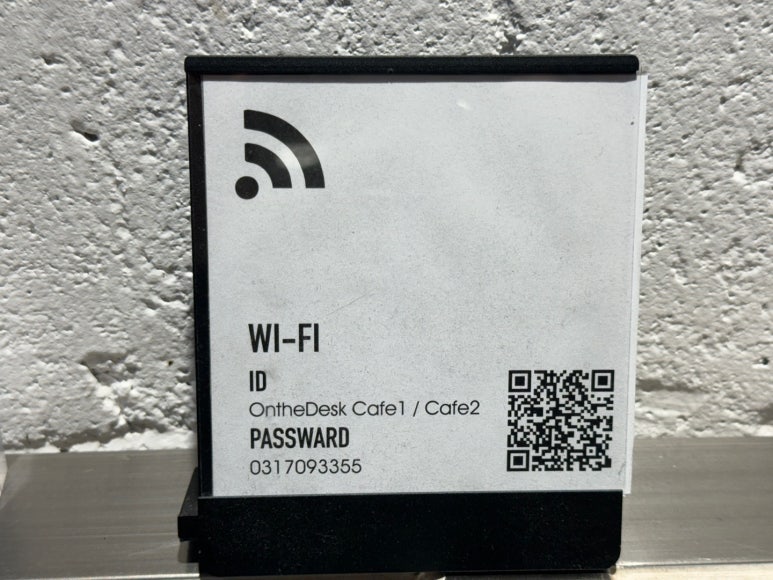 WI-FI
ID
OntheDesk Cafe1 / Cafe2
PASSWARD
0317093355